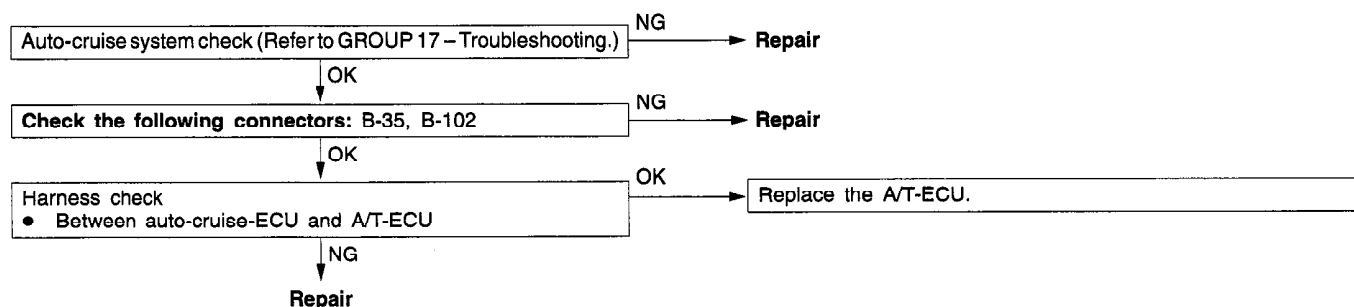 Auto-cruise system check (Refer to GROUP 17 – Troubleshooting.)
NG
Repair
OK
Check the following connectors: B-35, B-102
NG
Repair
OK
Harness check
● Between auto-cruise-ECU and A/T-ECU
OK
Replace the A/T-ECU.
NG
Repair